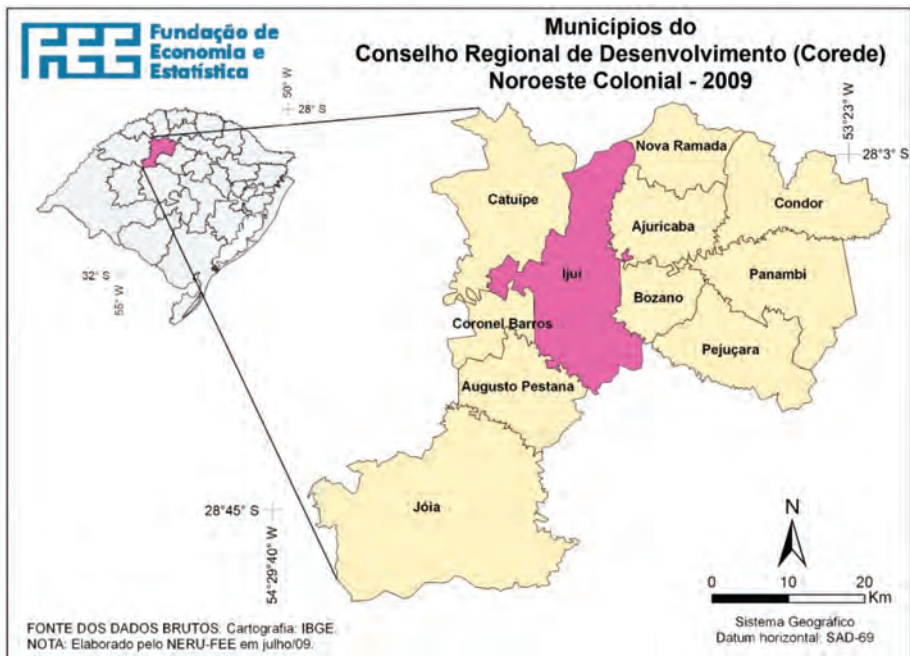 FEE Fundação de
Economia e
Estatística
Municípios do
Conselho Regional de Desenvolvimento (Corede)
Noroeste Colonial - 2009
50° W
28° S
53°23' W
28°3' S
Nova Ramada
Catuipe
Condor
Ajuricaba
Ijuí
Panambi
32° S
55° W
Bozano
Coronel Barros
Pejuçara
Augusto Pestana
Jóia
28°45' S
54°29'40" W
N
0 10 20
Km
Sistema Geográfico
Datum horizontal: SAD-69
FONTE DOS DADOS BRUTOS: Cartografia: IBGE.
NOTA: Elaborado pelo NERU-FEE em julho/09.